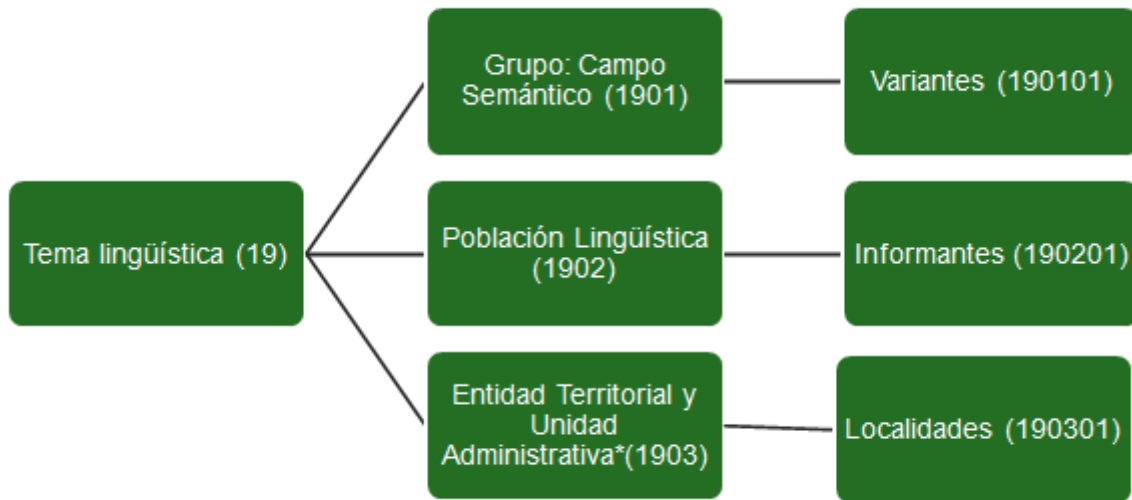 Grupo: Campo
Semántico (1901)
Variantes (190101)
Tema lingüística (19)
Población Lingüística
(1902)
Informantes (190201)
Entidad Territorial y
Unidad
Administrativa*(1903)
Localidades (190301)